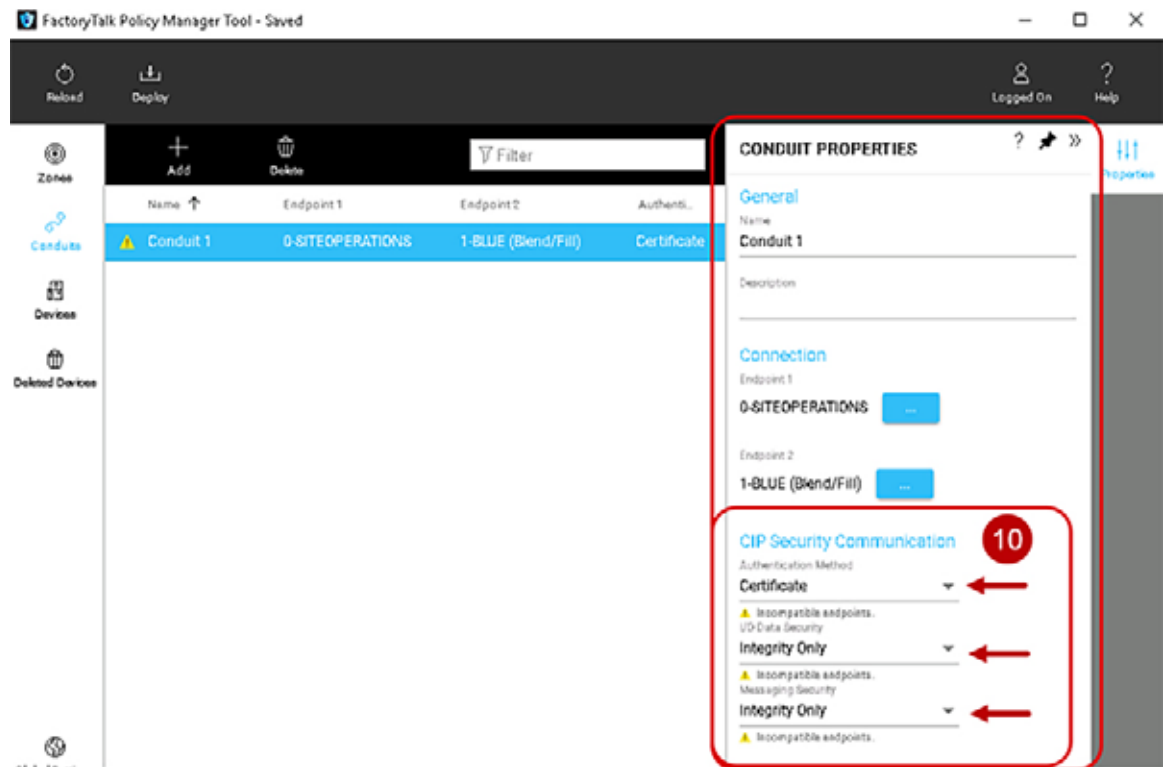 FactoryTalk Policy Manager Tool - Saved
Reload
Deploy
Logged On
Help
Zones
Add
Delete
Filter
CONDUIT PROPERTIES
?
Properties
Name
Endpoint 1
Endpoint 2
Authenti..
General
Name
Conduits
Conduit 1
0-SITEOPERATIONS
1-BLUE (Blend/Fill)
Certificate
Conduit 1
Description
Devices
Deleted Devices
Connection
Endpoint 1
0-SITEOPERATIONS
...
Endpoint 2
1-BLUE (Blend/Fill)
...
CIP Security Communication
10
Authentication Method
Certificate
Incompatible endpoints.
I/O Data Security
Integrity Only
Incompatible endpoints.
Messaging Security
Integrity Only
Incompatible endpoints.